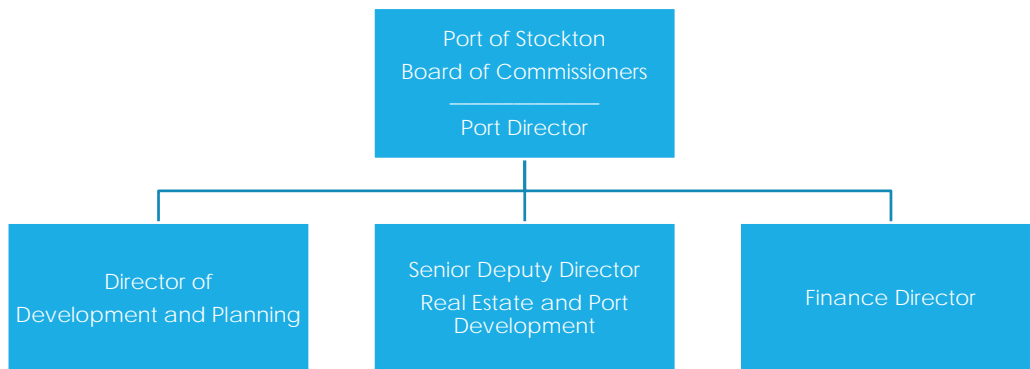 Port of Stockton
Board of Commissioners
Port Director
Director of
Development and Planning
Senior Deputy Director
Real Estate and Port
Development
Finance Director